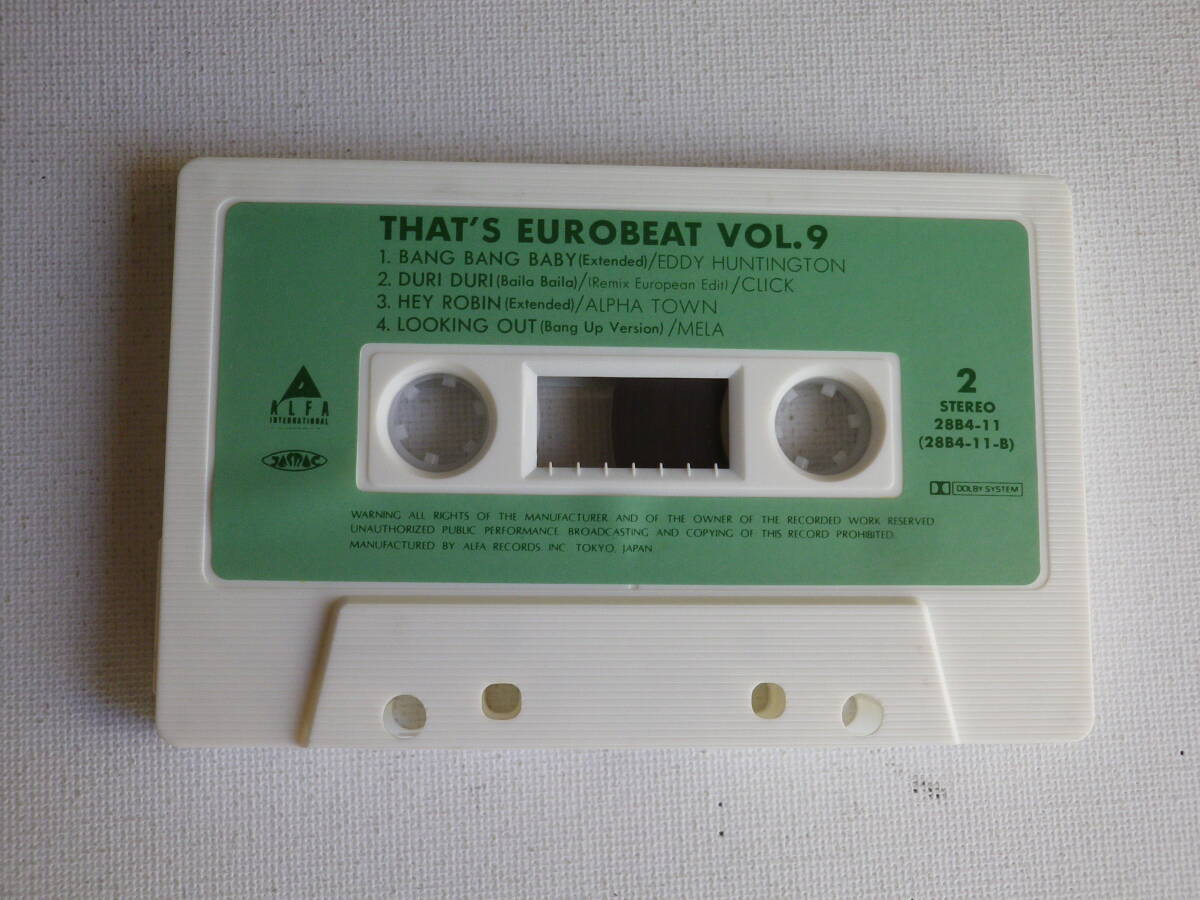 THAT'S EUROBEAT VOL.9
1. BANG BANG BABY (Extended)/EDDY HUNTINGTON
2. DURI DURI (Baila Baila)/(Remix European Edit)/CLICK
3. HEY ROBIN (Extended)/ALPHA TOWN
4. LOOKING OUT (Bang Up Version)/MELA
ALFA
INTERNATIONAL
JASRAC
2
STEREO
28B4-11
(28B4-11-B)
DOLBY SYSTEM
WARNING ALL RIGHTS OF THE MANUFACTURER AND OF THE OWNER OF THE RECORDED WORK RESERVED
UNAUTHORIZED PUBLIC PERFORMANCE BROADCASTING AND COPYING OF THIS RECORD PROHIBITED.
MANUFACTURED BY ALFA RECORDS, INC. TOKYO, JAPAN